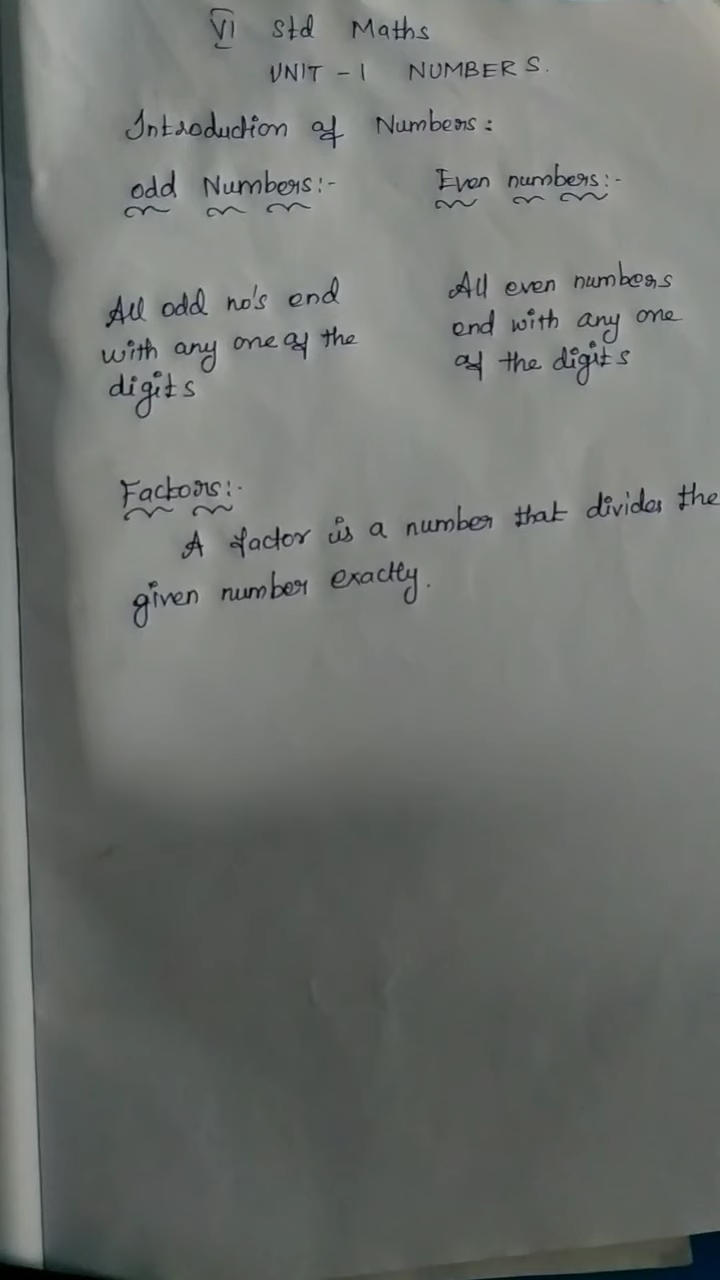 VI Std Maths
UNIT - 1 NUMBERS.
Introduction of Numbers:
odd Numbers:-
All odd no's end
with any one of the
digits
Even numbers:-
All even numbers
end with any one
of the digits
Factors:-
A factor is a number that divides the
given number exactly.